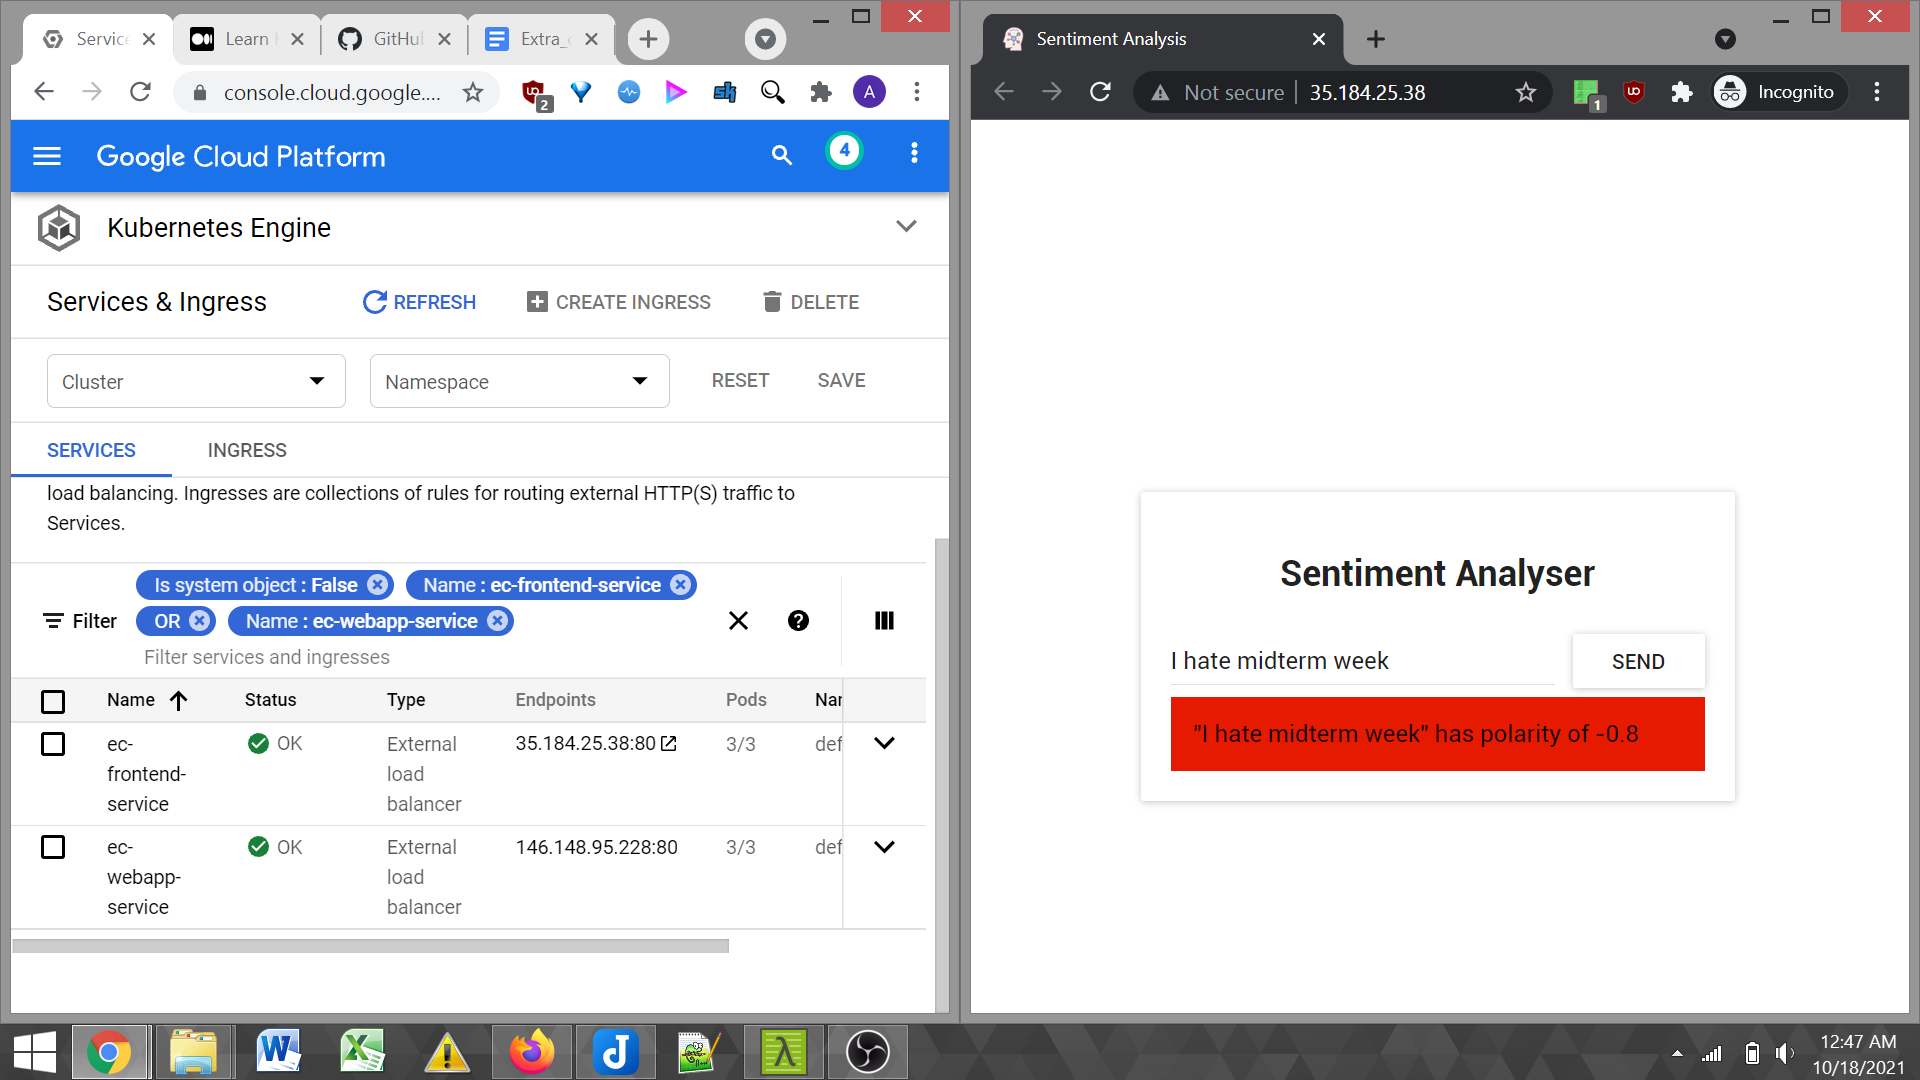 Service
Learn
GitHub
Extra_
console.cloud.google....
2
A
Google Cloud Platform
4
Kubernetes Engine
Services & Ingress
REFRESH
CREATE INGRESS
DELETE
Cluster
Namespace
RESET
SAVE
SERVICES
INGRESS
load balancing. Ingresses are collections of rules for routing external HTTP(S) traffic to
Services.
Filter
Is system object : False
Name : ec-frontend-service
OR
Name : ec-webapp-service
Filter services and ingresses
Name
Status
Type
Endpoints
Pods
Nar
ec-
frontend-
service
OK
External
load
balancer
35.184.25.38:80
3/3
def
ec-
webapp-
service
OK
External
load
balancer
146.148.95.228:80
3/3
def
Sentiment Analysis
Not secure
35.184.25.38
1
Incognito
Sentiment Analyser
I hate midterm week
SEND
"I hate midterm week" has polarity of -0.8
12:47 AM
10/18/2021